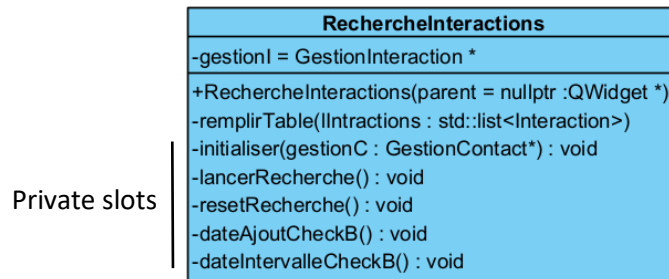 RechercheInteractions
-gestionI = GestionInteraction *
+RechercheInteractions(parent = nullptr :QWidget *)
-remplirTable(lIntractions : std::list<Interaction>)
-initialiser(gestionC : GestionContact*) : void
-lancerRecherche() : void
-resetRecherche() : void
-dateAjoutCheckB() : void
-dateIntervalleCheckB() : void
Private slots